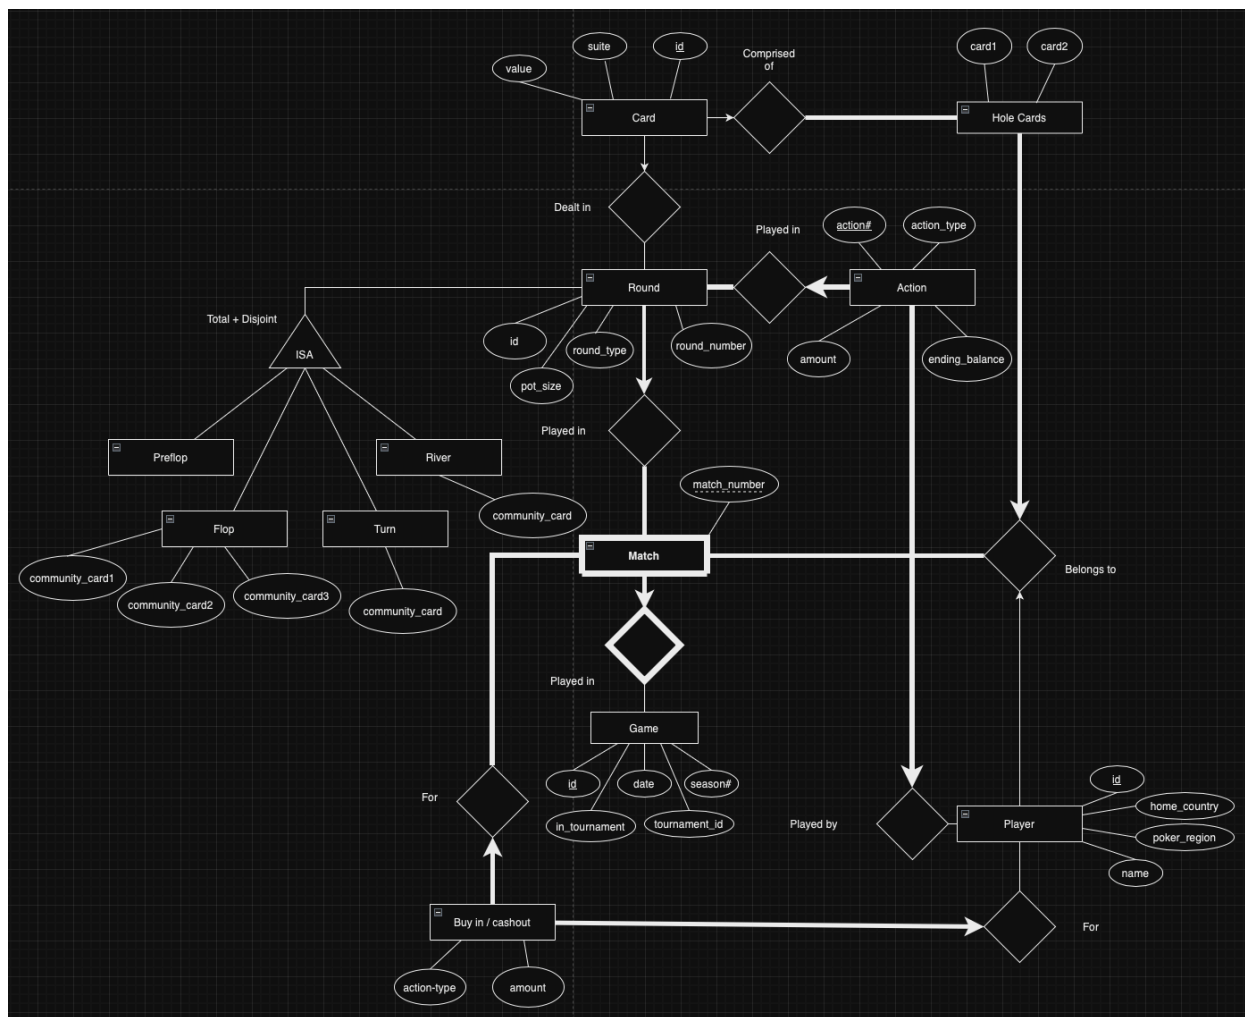 suite
id
value
Comprised
of
card1
card2
Card
Hole Cards
Dealt in
Played in
action#
action_type
Round
Action
Total + Disjoint
ISA
id
round_type
round_number
pot_size
amount
ending_balance
Played in
Preflop
River
match_number
community_card
Flop
Turn
Match
community_card1
community_card2
community_card3
community_card
Belongs to
Played in
Game
id
date
season#
in_tournament
tournament_id
For
Played by
Player
id
home_country
poker_region
name
Buy in / cashout
For
action-type
amount